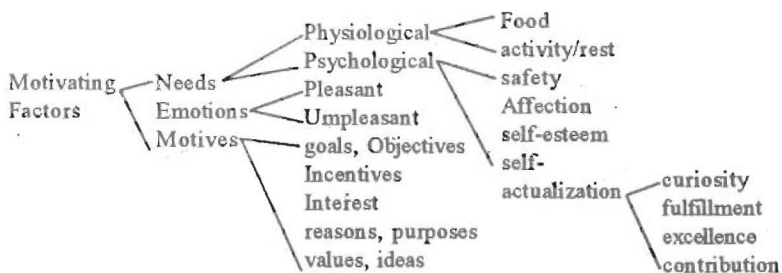 Motivating
Factors
Needs
Emotions
Motives
Physiological
Psychological
Pleasant
Umpleasant
goals, Objectives
Incentives
Interest
reasons, purposes
values, ideas
Food
activity/rest
safety
Affection
self-esteem
self-
actualization
curiosity
fulfillment
excellence
contribution